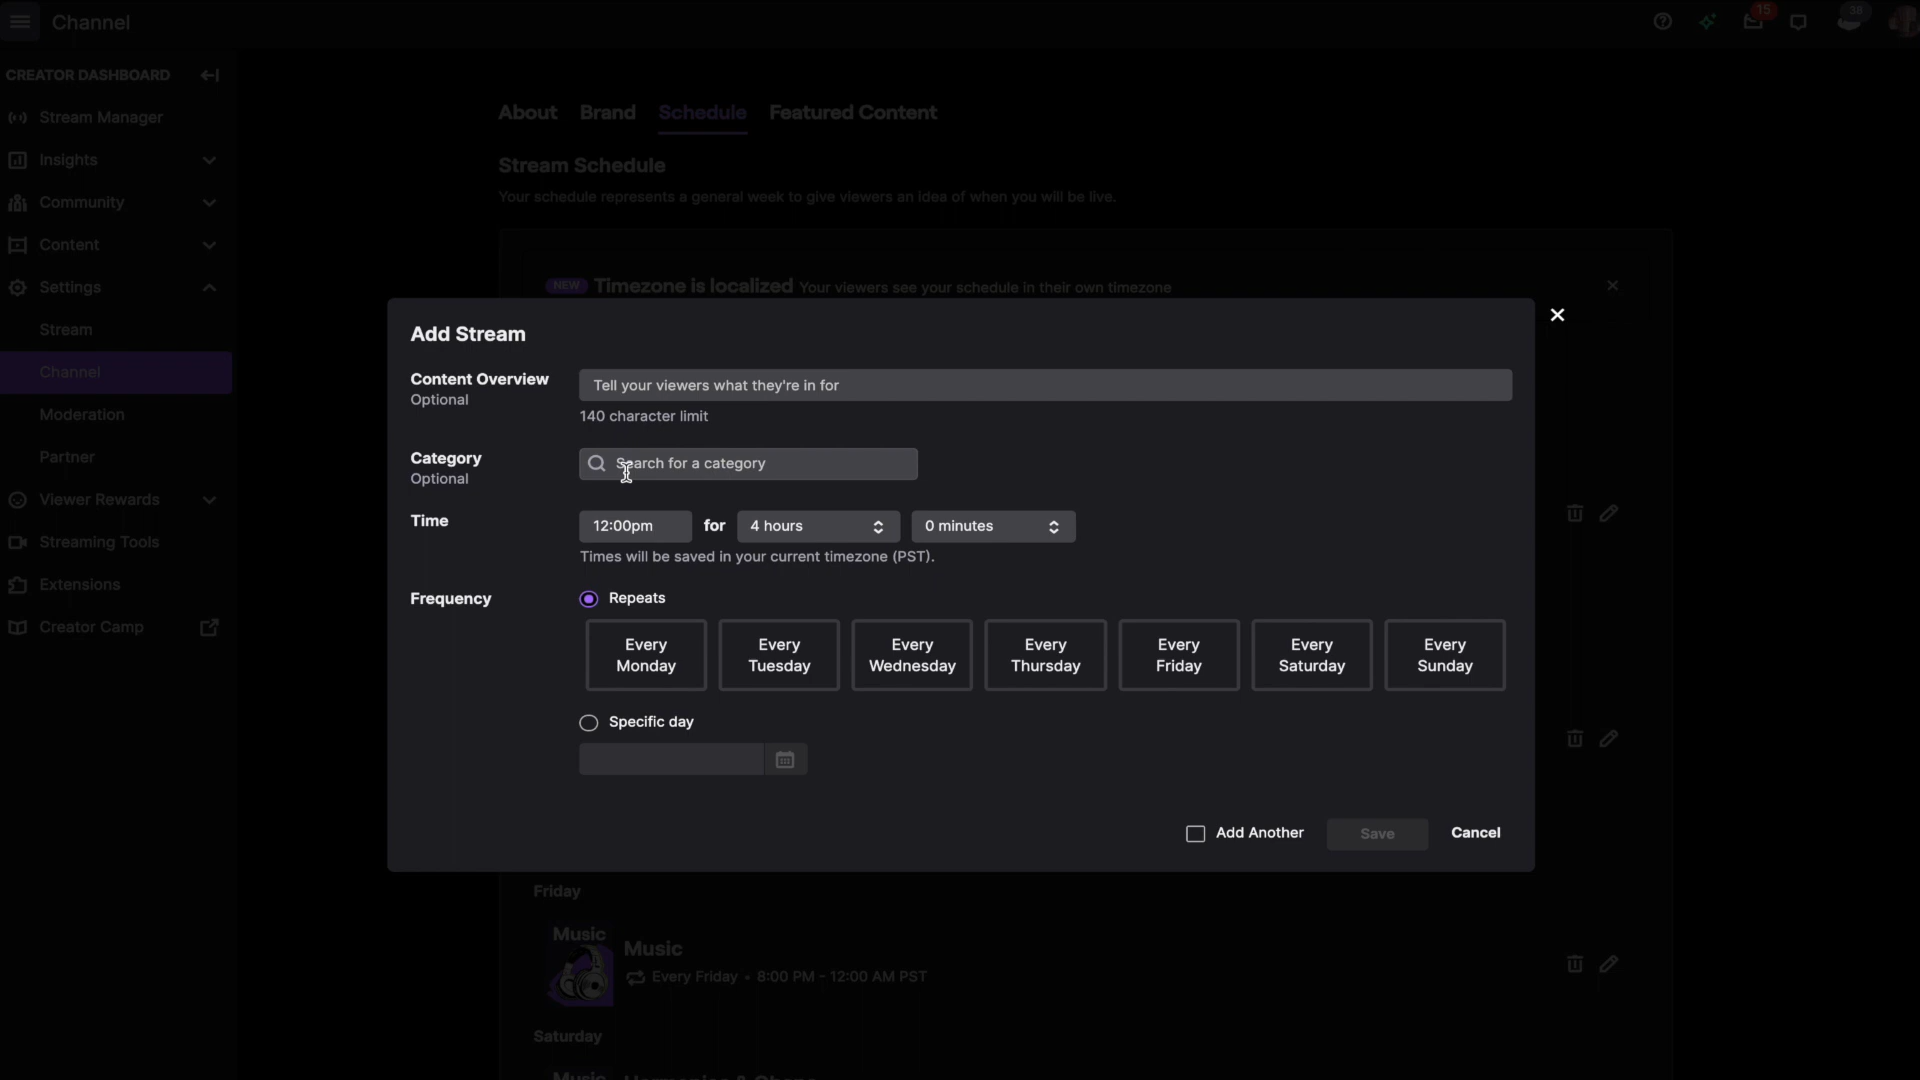 Channel
15
38
CREATOR DASHBOARD
Stream Manager
Insights
Community
Content
Settings
Stream
Channel
Moderation
Partner
Viewer Rewards
Streaming Tools
Extensions
Creator Camp
About Brand Schedule Featured Content
Stream Schedule
Your schedule represents a general week to give viewers an idea of when you will be live.
NEW Timezone is localized Your viewers see your schedule in their own timezone
Add Stream
Content Overview
Optional
Tell your viewers what they're in for
140 character limit
Category
Optional
Search for a category
Time
12:00pm for 4 hours 0 minutes
Times will be saved in your current timezone (PST).
Frequency
Repeats
Every Monday
Every Tuesday
Every Wednesday
Every Thursday
Every Friday
Every Saturday
Every Sunday
Specific day
Add Another Save Cancel
Friday
Music
Music
Every Friday • 8:00 PM - 12:00 AM PST
Saturday
Music